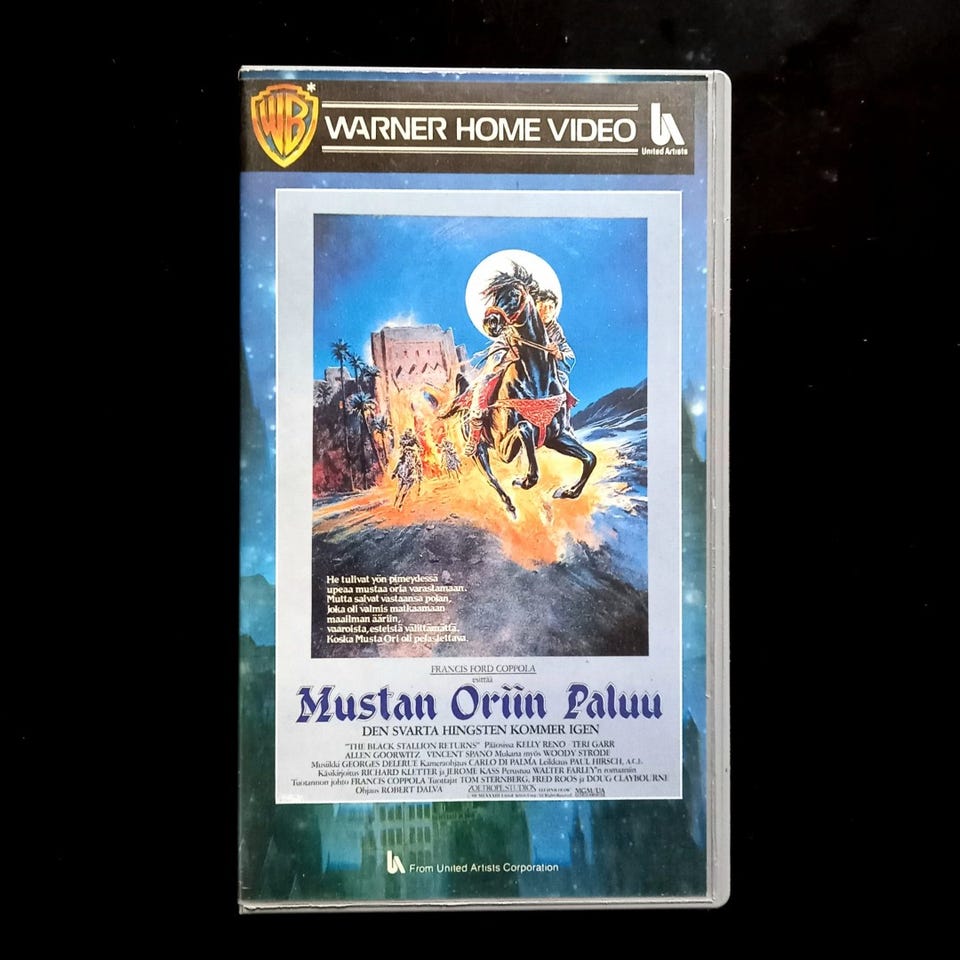 WB*
WARNER HOME VIDEO
United Artists
He tulivat yön pimeydessä
upeaa mustaa oria varastamaan.
Mutta saivat vastaansa pojan,
joka oli valmis matkaamaan
maailman ääriin,
vaaroista, esteistä välittämättä.
Koska Musta Ori oli pelastettava.
FRANCIS FORD COPPOLA
esittää
Mustan Oriin Paluu
DEN SVARTA HINGSTEN KOMMER IGEN
"THE BLACK STALLION RETURNS" Pääosissa KELLY RENO TERI GARR
ALLEN GOORWITZ VINCENT SPANO Mukana myös WOODY STRODE
Musiikki GEORGES DELERUE Kameraohjaus CARLO DI PALMA Leikkaus PAUL HIRSCH, A.C.E.
Käsikirjoitus RICHARD KLETTER ja JEROME KASS Perustuu WALTER FARLEY'n romaaniin
Tuotannon johto FRANCIS COPPOLA Tuottajat TOM STERNBERG, FRED ROOS ja DOUG CLAYBOURNE
Ohjaus ROBERT DALVA ZOETROPE STUDIOS TECHNICOLOR MGM/UA
From United Artists Corporation